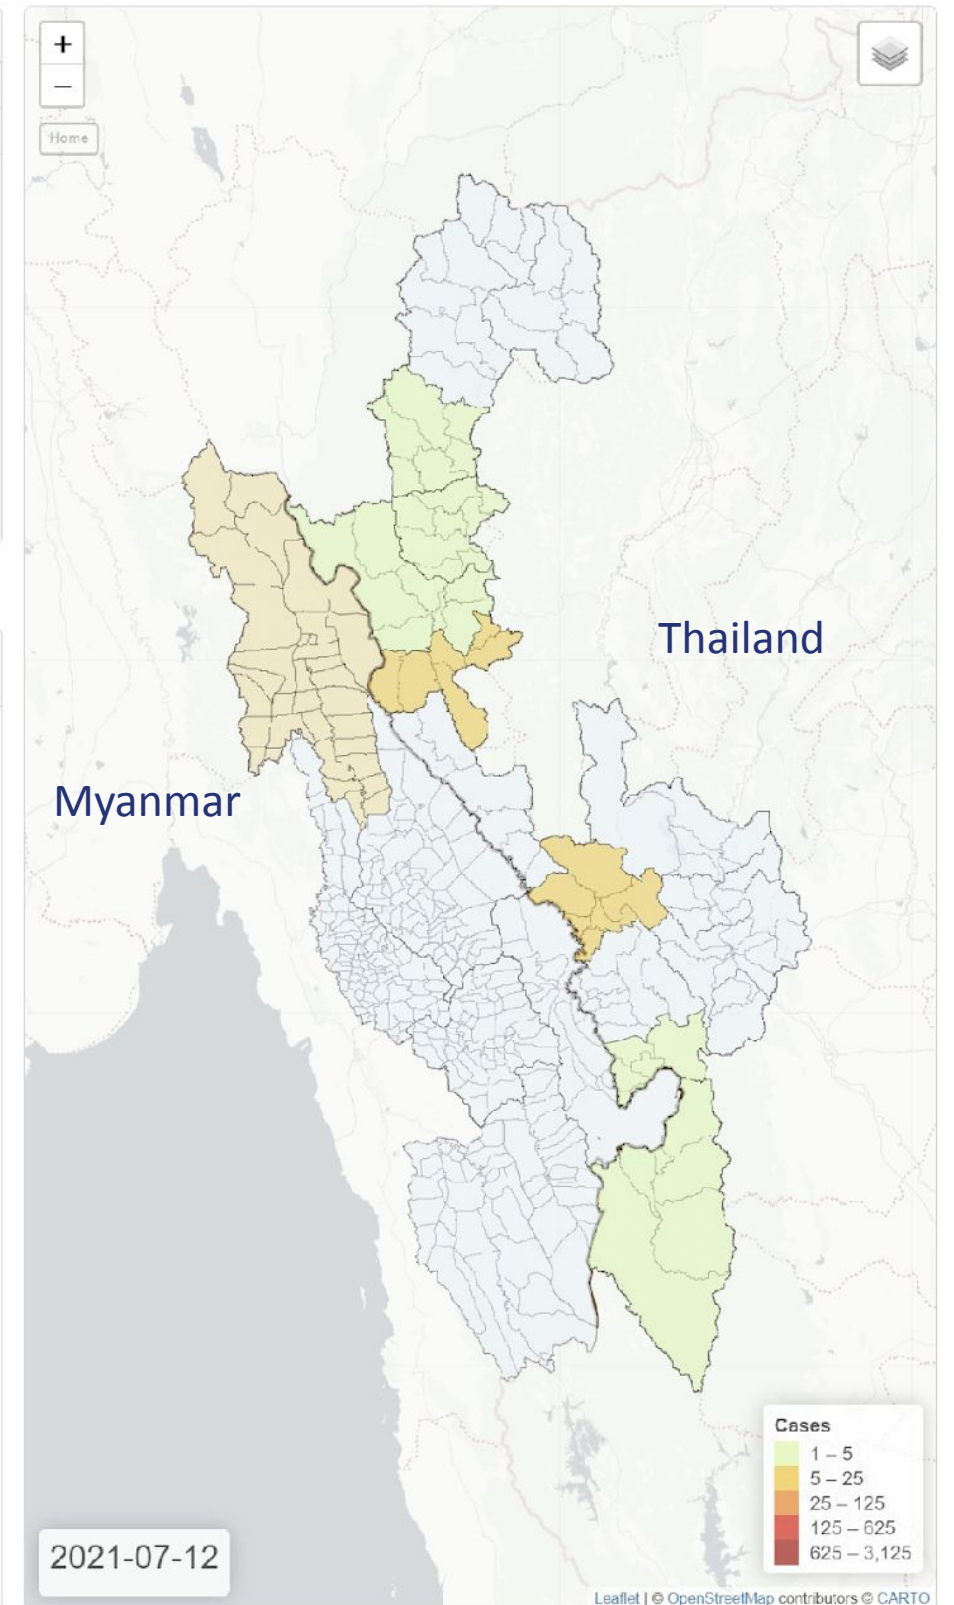 +
−
Home
Thailand
Myanmar
Cases
1 – 5
5 – 25
25 – 125
125 – 625
625 – 3,125
2021-07-12
Leaflet | © OpenStreetMap contributors © CARTO